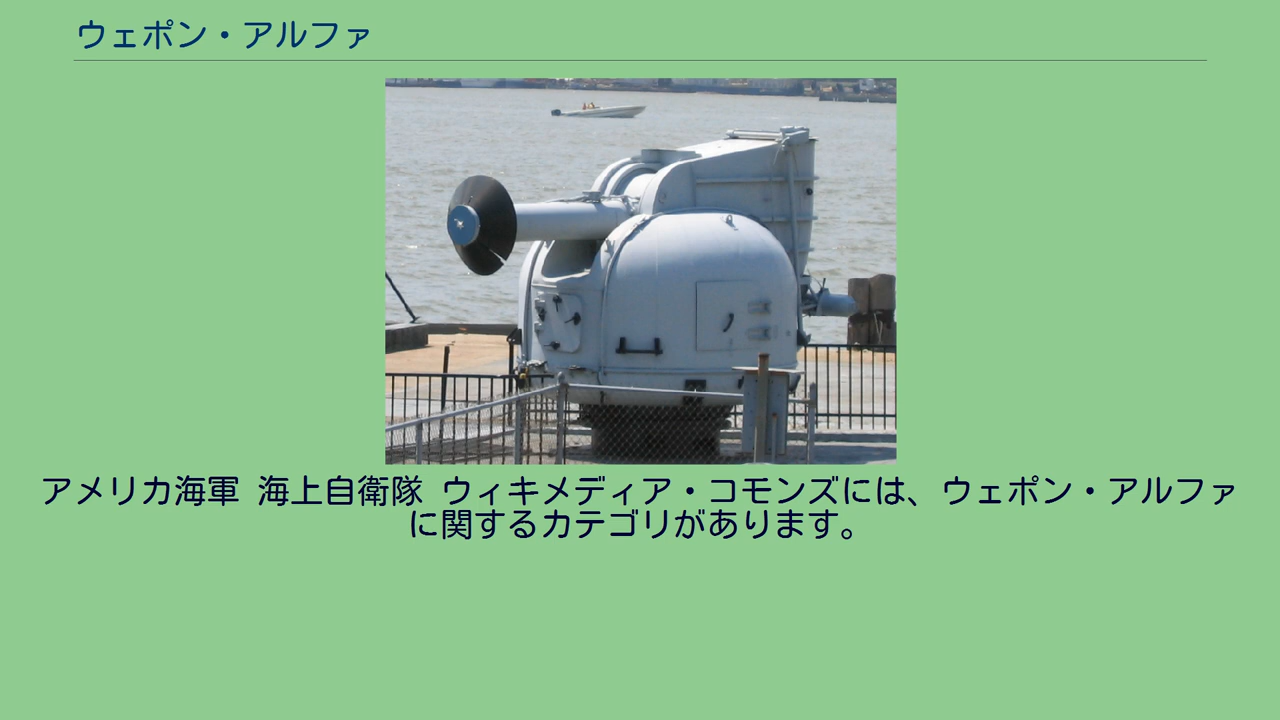 ウェポン・アルファ
アメリカ海軍 海上自衛隊 ウィキメディア・コモンズには、ウェポン・アルファ
に関するカテゴリがあります。